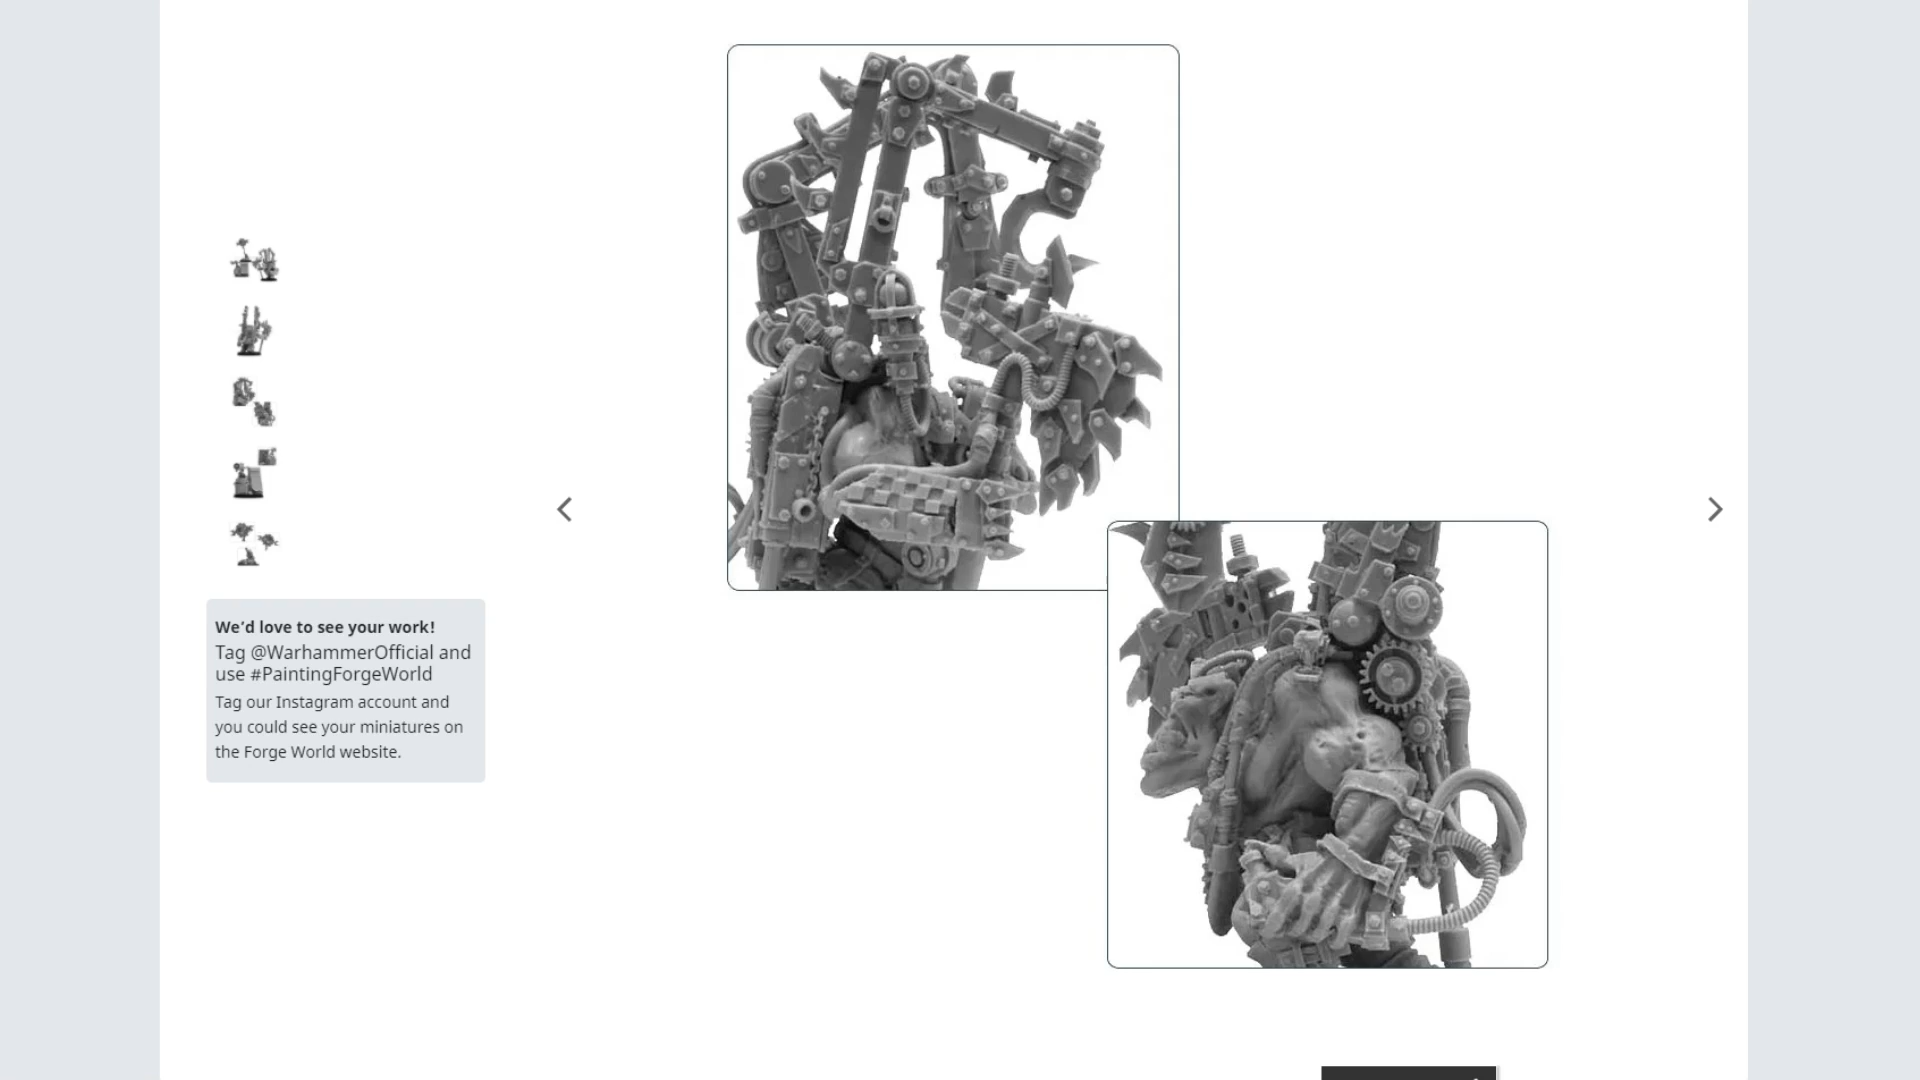 We’d love to see your work!
Tag @WarhammerOfficial and
use #PaintingForgeWorld
Tag our Instagram account and
you could see your miniatures on
the Forge World website.